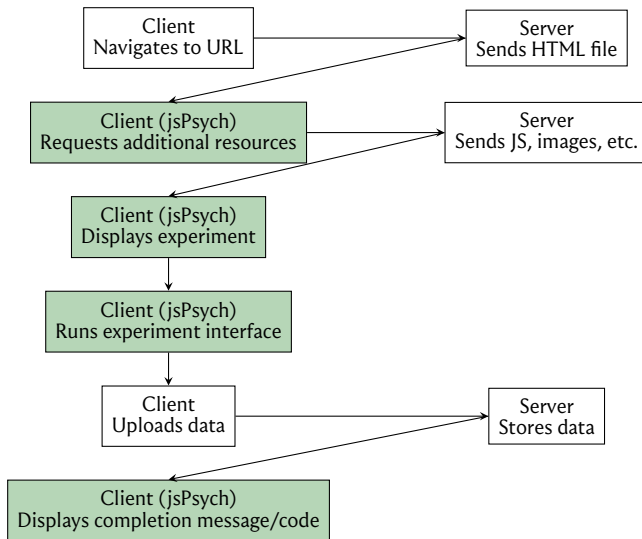 Client
Navigates to URL
Server
Sends HTML file
Client (jsPsych)
Requests additional resources
Server
Sends JS, images, etc.
Client (jsPsych)
Displays experiment
Client (jsPsych)
Runs experiment interface
Client
Uploads data
Server
Stores data
Client (jsPsych)
Displays completion message/code